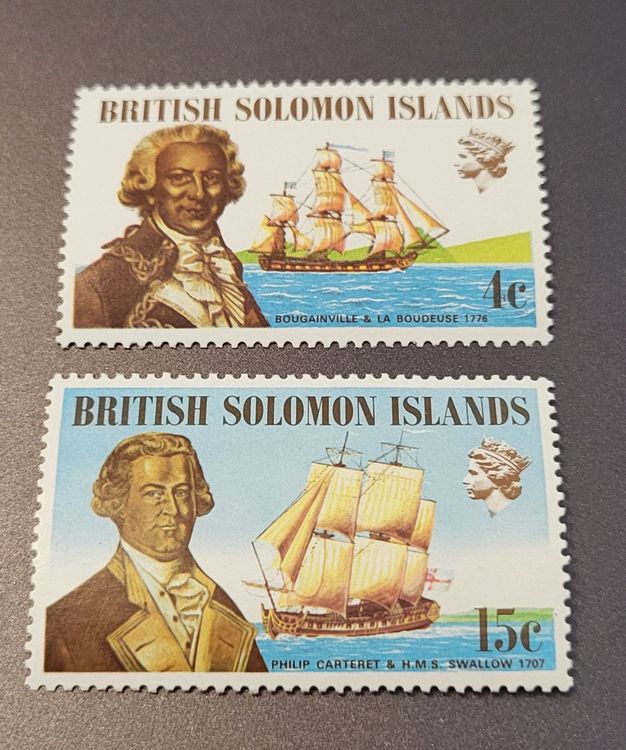 BRITISH SOLOMON ISLANDS
4c
BOUGAINVILLE & LA BOUDEUSE 1776
BRITISH SOLOMON ISLANDS
15c
PHILIP CARTERET & H.M.S. SWALLOW 1707